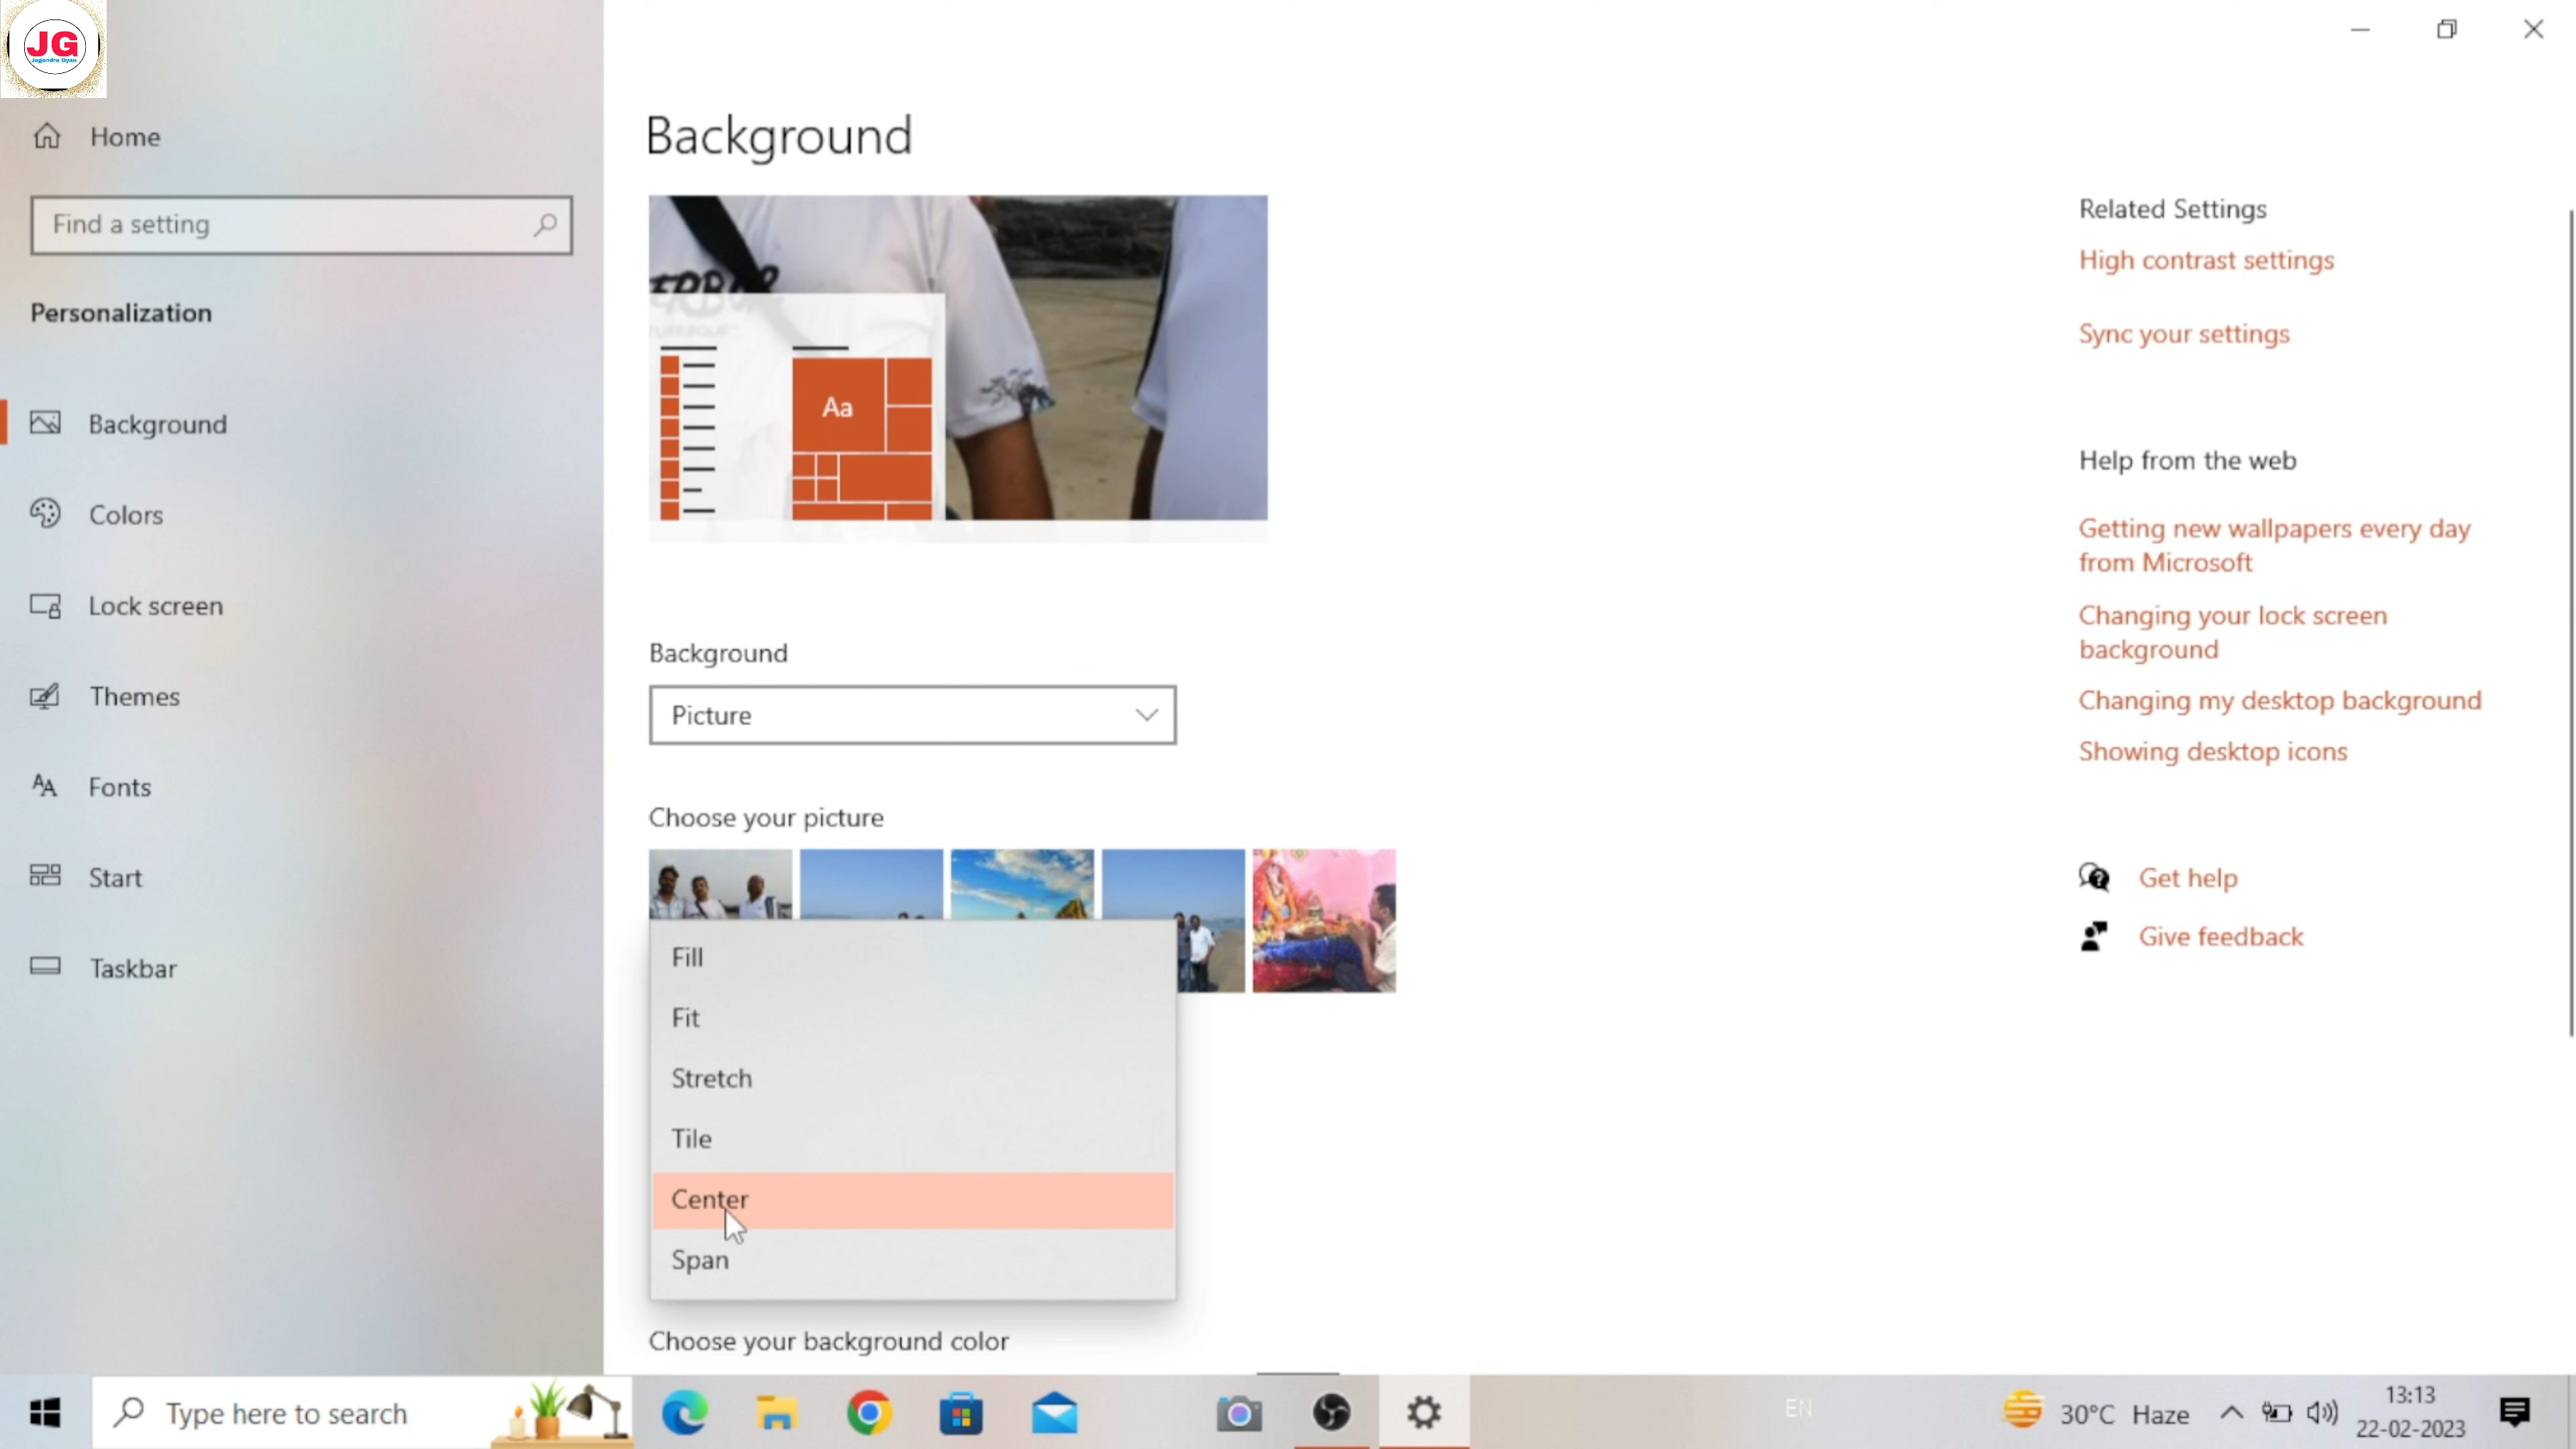 JG
Jogendra Gyan
Home
Find a setting
Personalization
Background
Colors
Lock screen
Themes
Fonts
Start
Taskbar
Background
Aa
Background
Picture
Choose your picture
Fill
Fit
Stretch
Tile
Center
Span
Choose your background color
Related Settings
High contrast settings
Sync your settings
Help from the web
Getting new wallpapers every day
from Microsoft
Changing your lock screen
background
Changing my desktop background
Showing desktop icons
Get help
Give feedback
Type here to search
EN
30°C Haze
13:13
22-02-2023